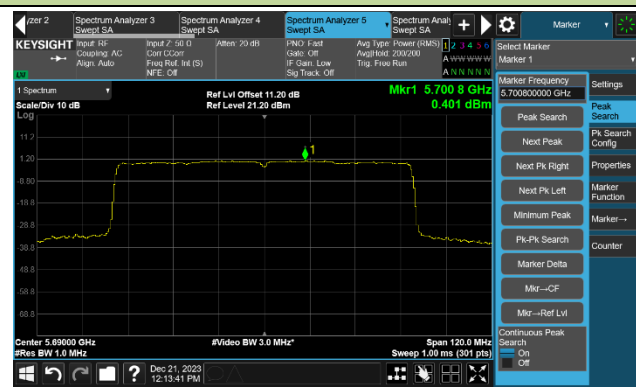 yzer 2
Spectrum Analyzer 3
Swept SA
Spectrum Analyzer 4
Swept SA
Spectrum Analyzer 5
Swept SA
Spectrum Analy
Swept SA
Marker
KEYSIGHT
Input: RF
Coupling: AC
Align: Auto
Input Z: 50 Ω
Corr CCorr
Freq Ref: Int (S)
NFE: Off
Atten: 20 dB
PNO: Fast
Gate: Off
IF Gain: Low
Sig Track: Off
Avg Type: Power (RMS)
Avg|Hold: 200/200
Trig: Free Run
1 2 3 4 5 6
A W W W W W
A N N N N N
Select Marker
Marker 1
LXI
1 Spectrum
Scale/Div 10 dB
Log
Ref Lvl Offset 11.20 dB
Ref Level 21.20 dBm
Mkr1 5.700 8 GHz
0.401 dBm
11.2
1.20
-8.80
-18.8
-28.8
-38.8
-48.8
-58.8
-68.8
1
Center 5.69000 GHz
#Res BW 1.0 MHz
#Video BW 3.0 MHz*
Span 120.0 MHz
Sweep 1.00 ms (301 pts)
Marker Frequency
5.700800000 GHz
Peak Search
Next Peak
Next Pk Right
Next Pk Left
Minimum Peak
Pk-Pk Search
Marker Delta
Mkr→CF
Mkr→Ref Lvl
Continuous Peak
Search
On
Off
Settings
Peak
Search
Pk Search
Config
Properties
Marker
Function
Marker→
Counter
?
Dec 21, 2023
12:13:41 PM